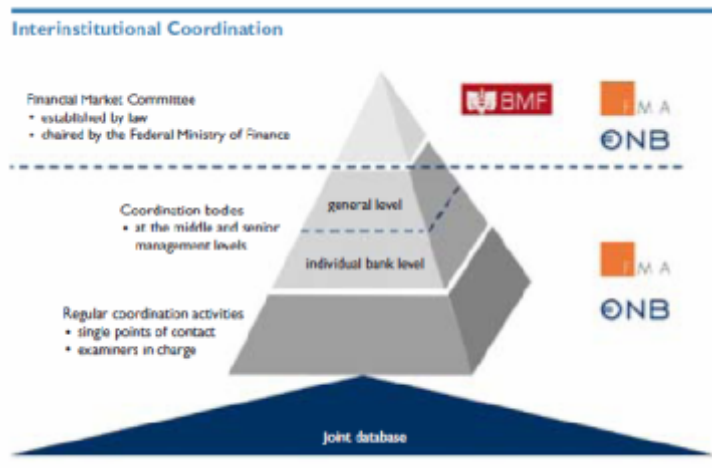 Interinstitutional Coordination
Financial Market Committee
• established by law
• chaired by the Federal Ministry of Finance
BMF
FMA
ONB
Coordination bodies
• at the middle and senior
management levels
general level
individual bank level
FMA
ONB
Regular coordination activities
• single points of contact
• examiners in charge
Joint database